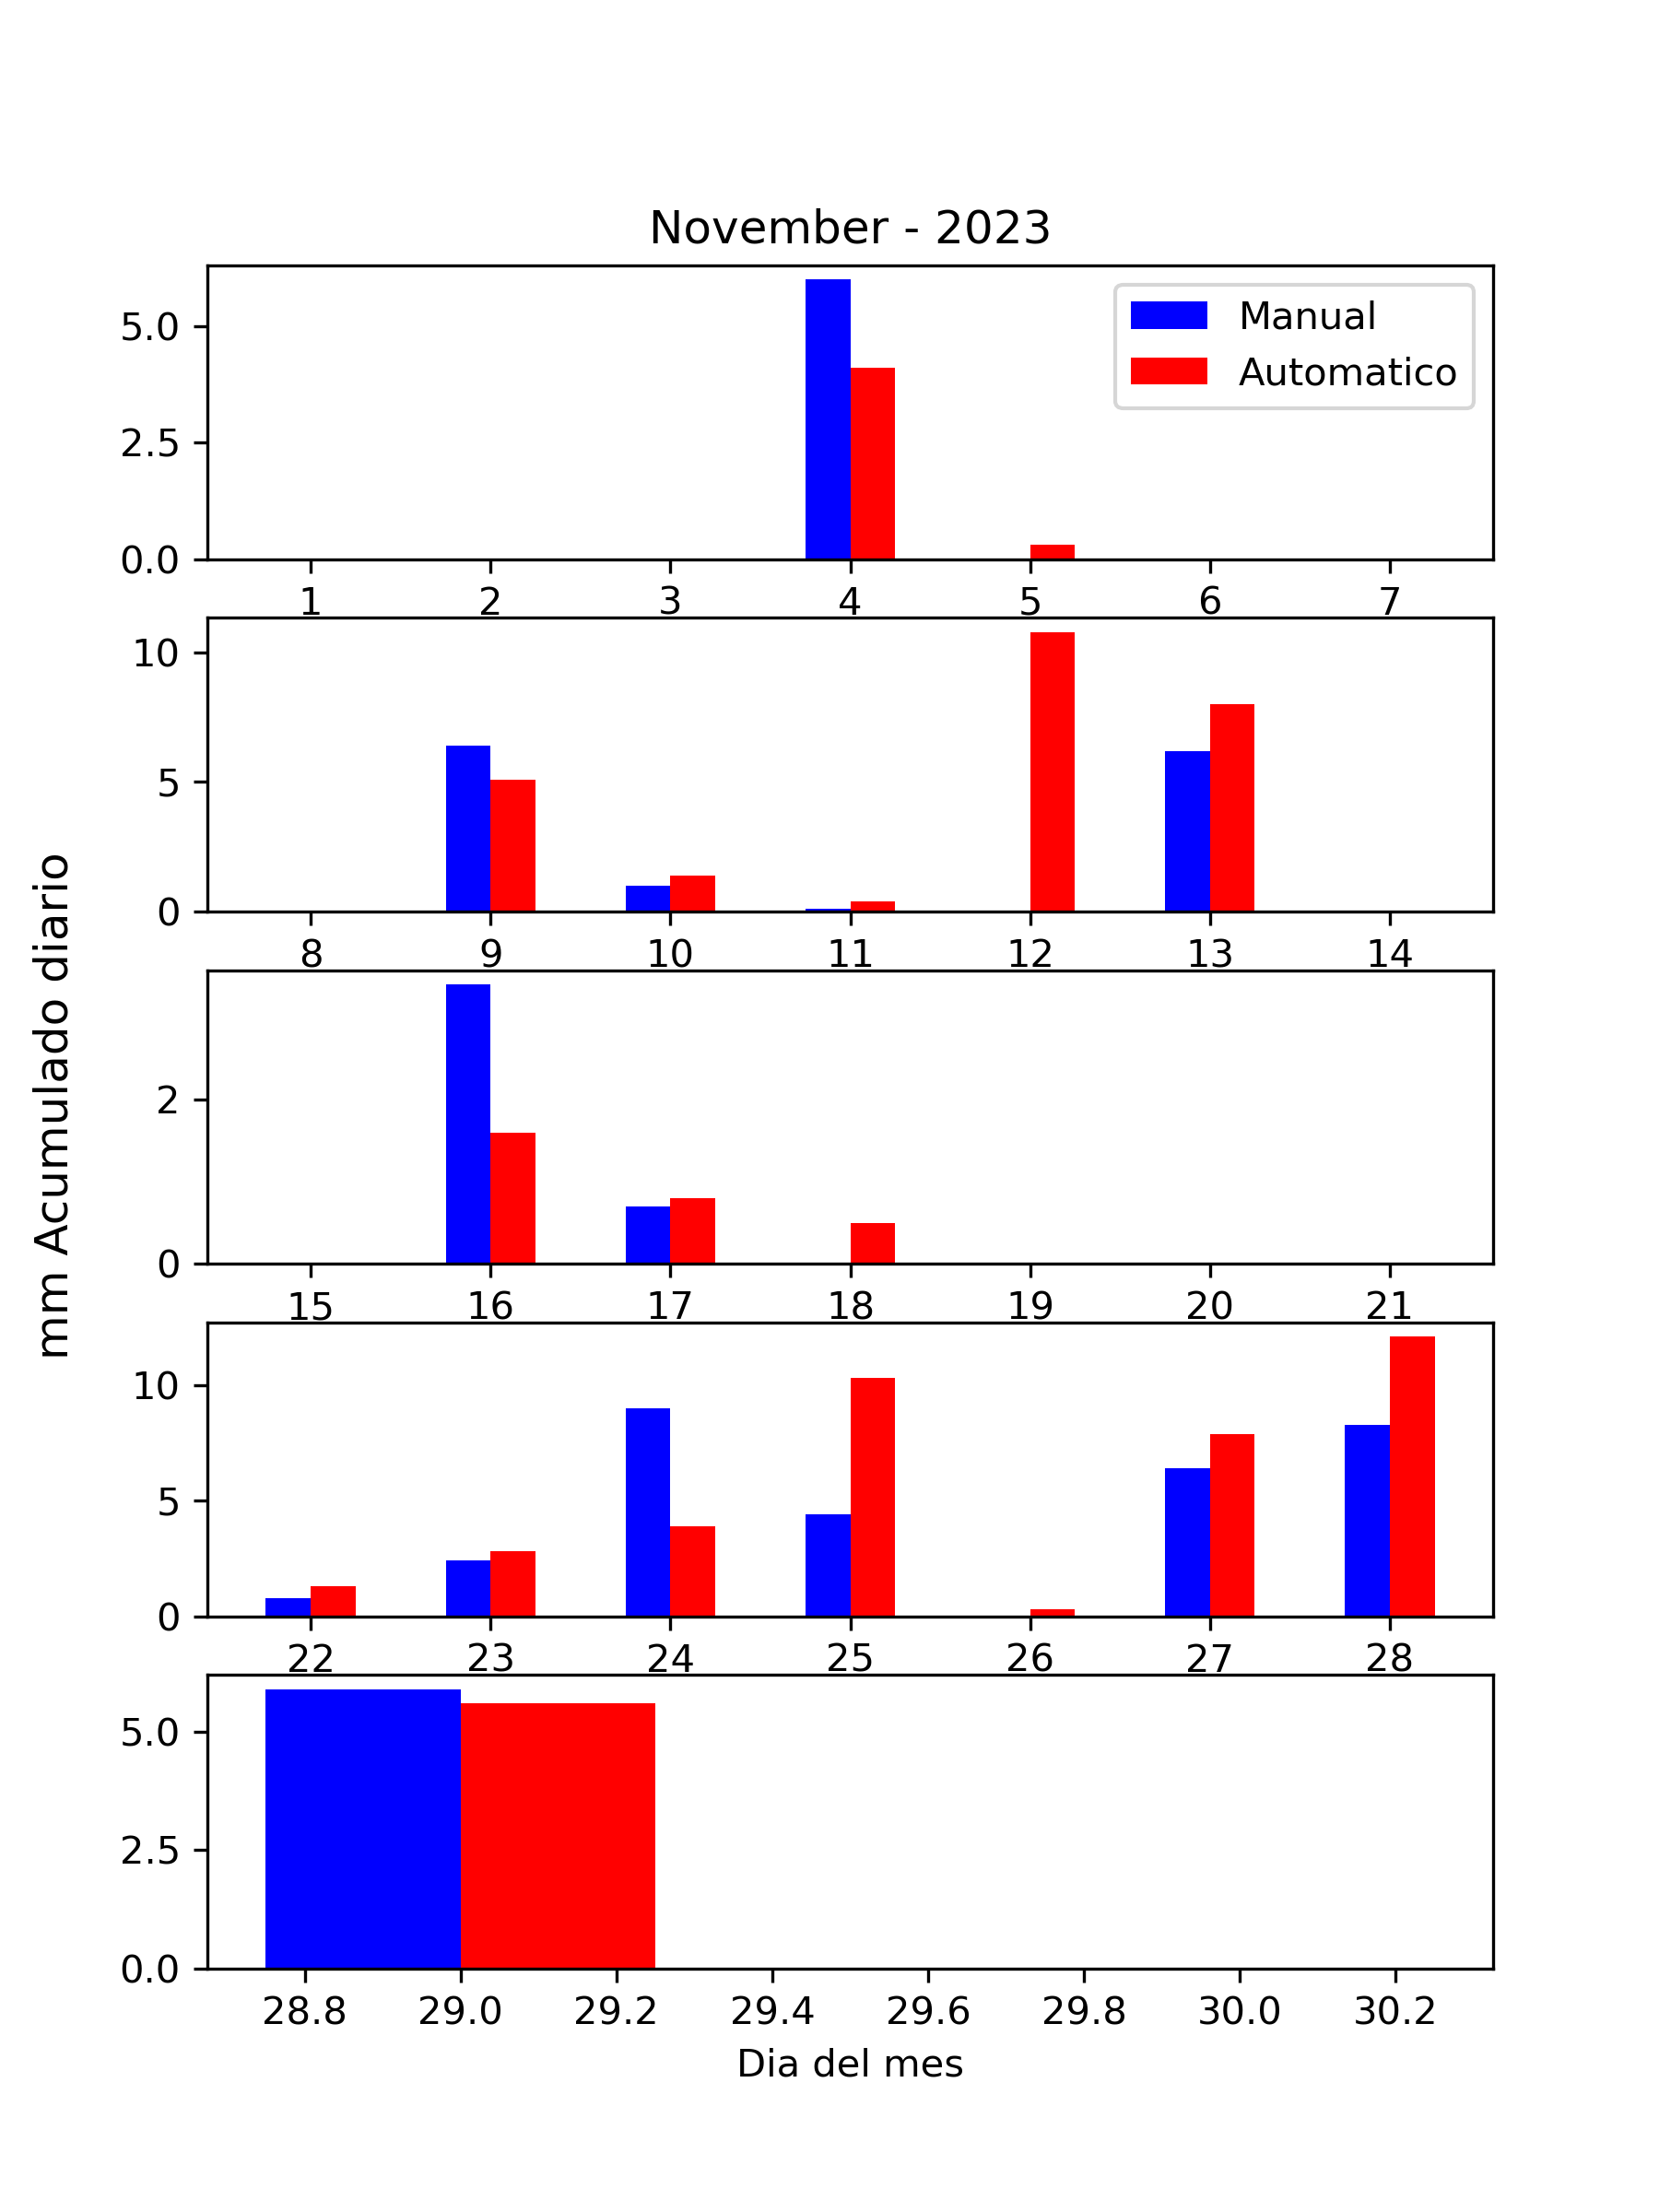 November - 2023
Manual
Automatico
5.0
2.5
0.0
1 2 3 4 5 6 7
10
5
0
8 9 10 11 12 13 14
2
0
15 16 17 18 19 20 21
10
5
0
22 23 24 25 26 27 28
5.0
2.5
0.0
28.8 29.0 29.2 29.4 29.6 29.8 30.0 30.2
Dia del mes
mm Acumulado diario